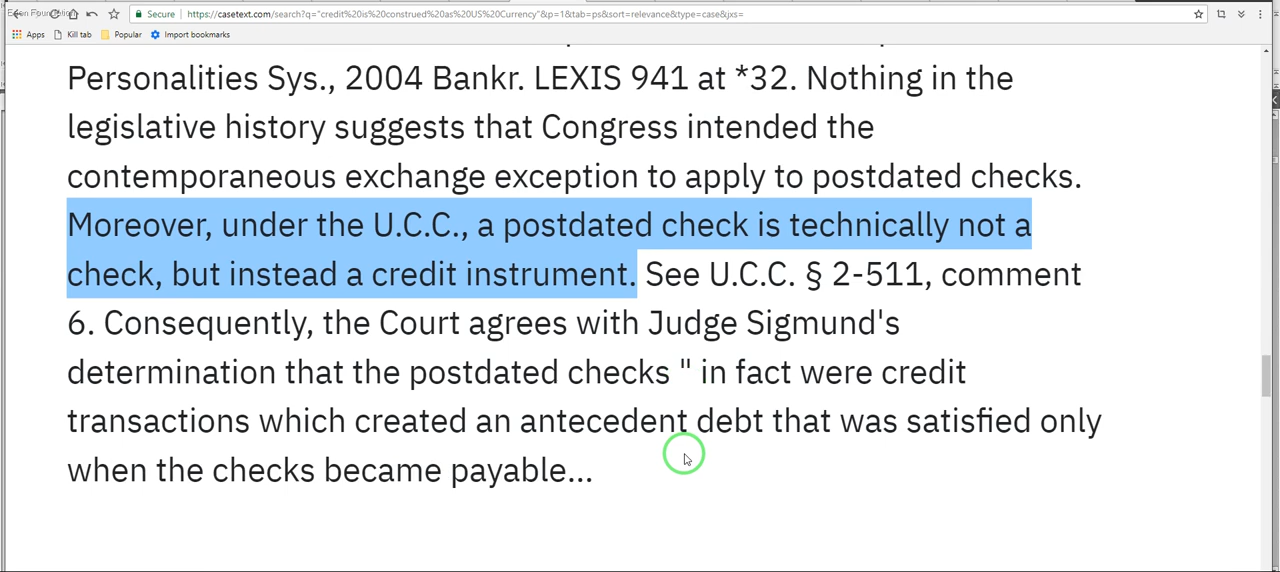 Secure
https://casetext.com/search?q="credit%20is%20construed%20as%20US%20Currency"&p=1&tab=ps&sort=relevance&type=case&jxs=
Apps Kill tab Popular Import bookmarks
Personalities Sys., 2004 Bankr. LEXIS 941 at *32. Nothing in the
legislative history suggests that Congress intended the
contemporaneous exchange exception to apply to postdated checks.
Moreover, under the U.C.C., a postdated check is technically not a
check, but instead a credit instrument. See U.C.C. § 2-511, comment
6. Consequently, the Court agrees with Judge Sigmund's
determination that the postdated checks " in fact were credit
transactions which created an antecedent debt that was satisfied only
when the checks became payable...